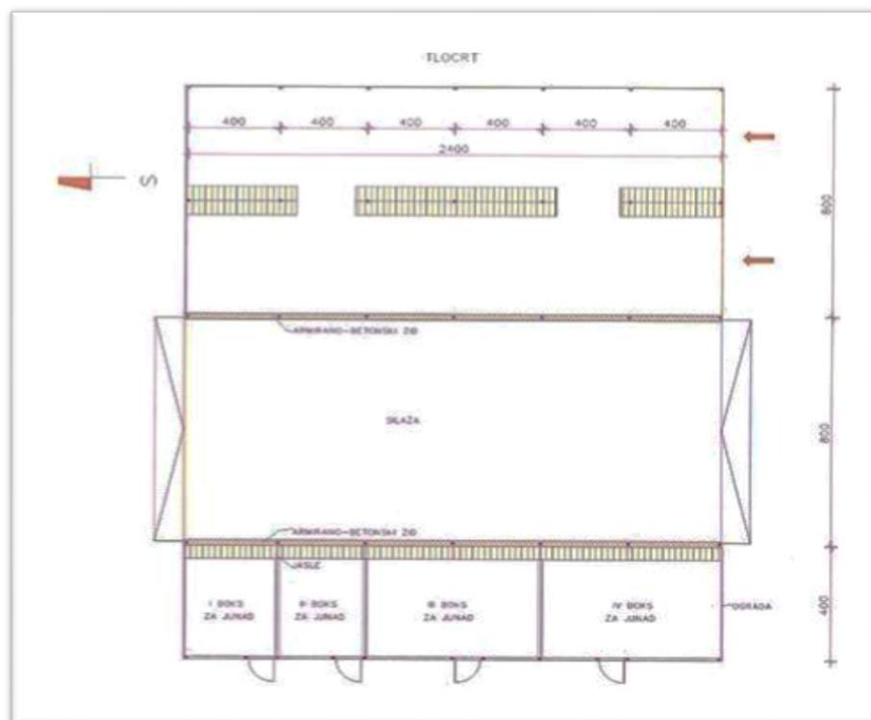 TLOCRT
400 400 400 400 400 400
2400
S
800
ARMIRANO-BETONSKI ZID
SILAŽA
800
ARMIRANO-BETONSKI ZID
JASLE
I BOKS
ZA JUNAD
II BOKS
ZA JUNAD
III BOKS
ZA JUNAD
IV BOKS
ZA JUNAD
OGRADA
400